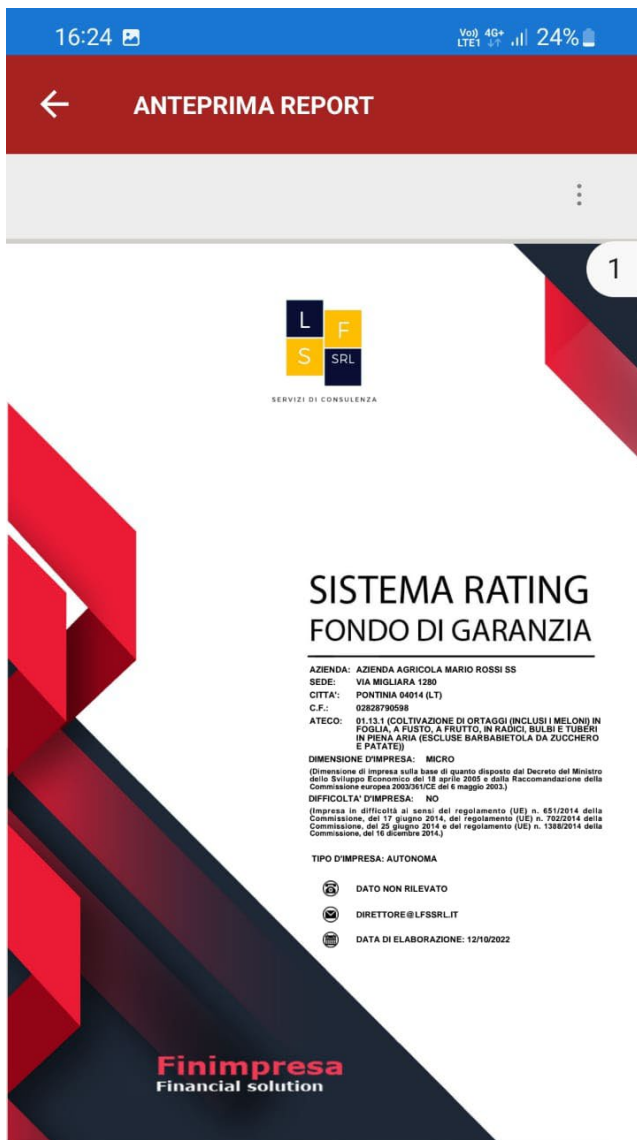 16:24
Vo) 4G+
LTE1 ↓↑ 24%
ANTEPRIMA REPORT
1
L F
S SRL
SERVIZI DI CONSULENZA
SISTEMA RATING
FONDO DI GARANZIA
AZIENDA: AZIENDA AGRICOLA MARIO ROSSI SS
SEDE: VIA MIGLIARA 1280
CITTA': PONTINIA 04014 (LT)
C.F.: 02828790598
ATECO: 01.13.1 (COLTIVAZIONE DI ORTAGGI (INCLUSI I MELONI) IN
FOGLIA, A FUSTO, A FRUTTO, IN RADICI, BULBI E TUBERI
IN PIENA ARIA (ESCLUSE BARBABIETOLA DA ZUCCHERO
E PATATE))
DIMENSIONE D'IMPRESA: MICRO
(Dimensione di impresa sulla base di quanto disposto dal Decreto del Ministro
dello Sviluppo Economico del 18 aprile 2005 e dalla Raccomandazione della
Commissione europea 2003/361/CE del 6 maggio 2003.)
DIFFICOLTA' D'IMPRESA: NO
(Impresa in difficoltà ai sensi del regolamento (UE) n. 651/2014 della
Commissione, del 17 giugno 2014, del regolamento (UE) n. 702/2014 della
Commissione, del 25 giugno 2014 e del regolamento (UE) n. 1388/2014 della
Commissione, del 16 dicembre 2014.)
TIPO D'IMPRESA: AUTONOMA
DATO NON RILEVATO
DIRETTORE@LFSSRL.IT
DATA DI ELABORAZIONE: 12/10/2022
Finimpresa
Financial solution